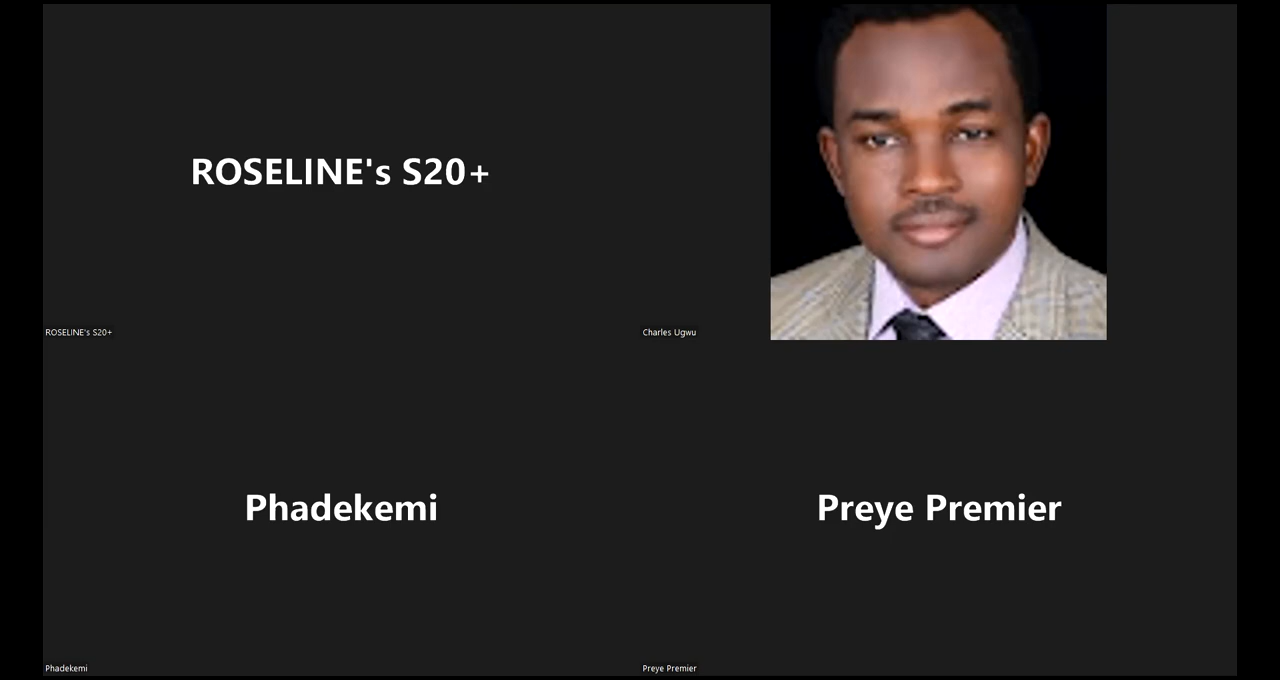 ROSELINE's S20+
ROSELINE's S20+
Charles Ugwu
Phadekemi
Preye Premier
Phadekemi
Preye Premier